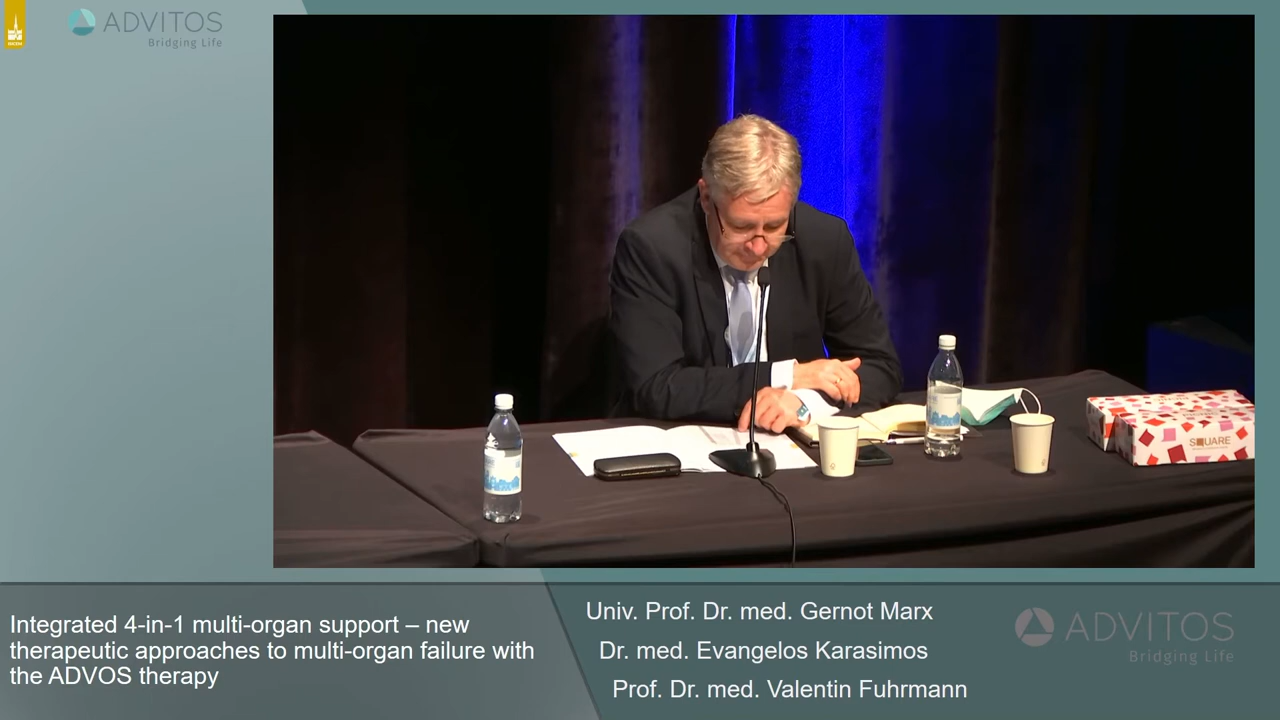 ADVITOS
Bridging Life
SQUARE
Integrated 4-in-1 multi-organ support – new
therapeutic approaches to multi-organ failure with
the ADVOS therapy
Univ. Prof. Dr. med. Gernot Marx
Dr. med. Evangelos Karasimos
Prof. Dr. med. Valentin Fuhrmann
ADVITOS
Bridging Life